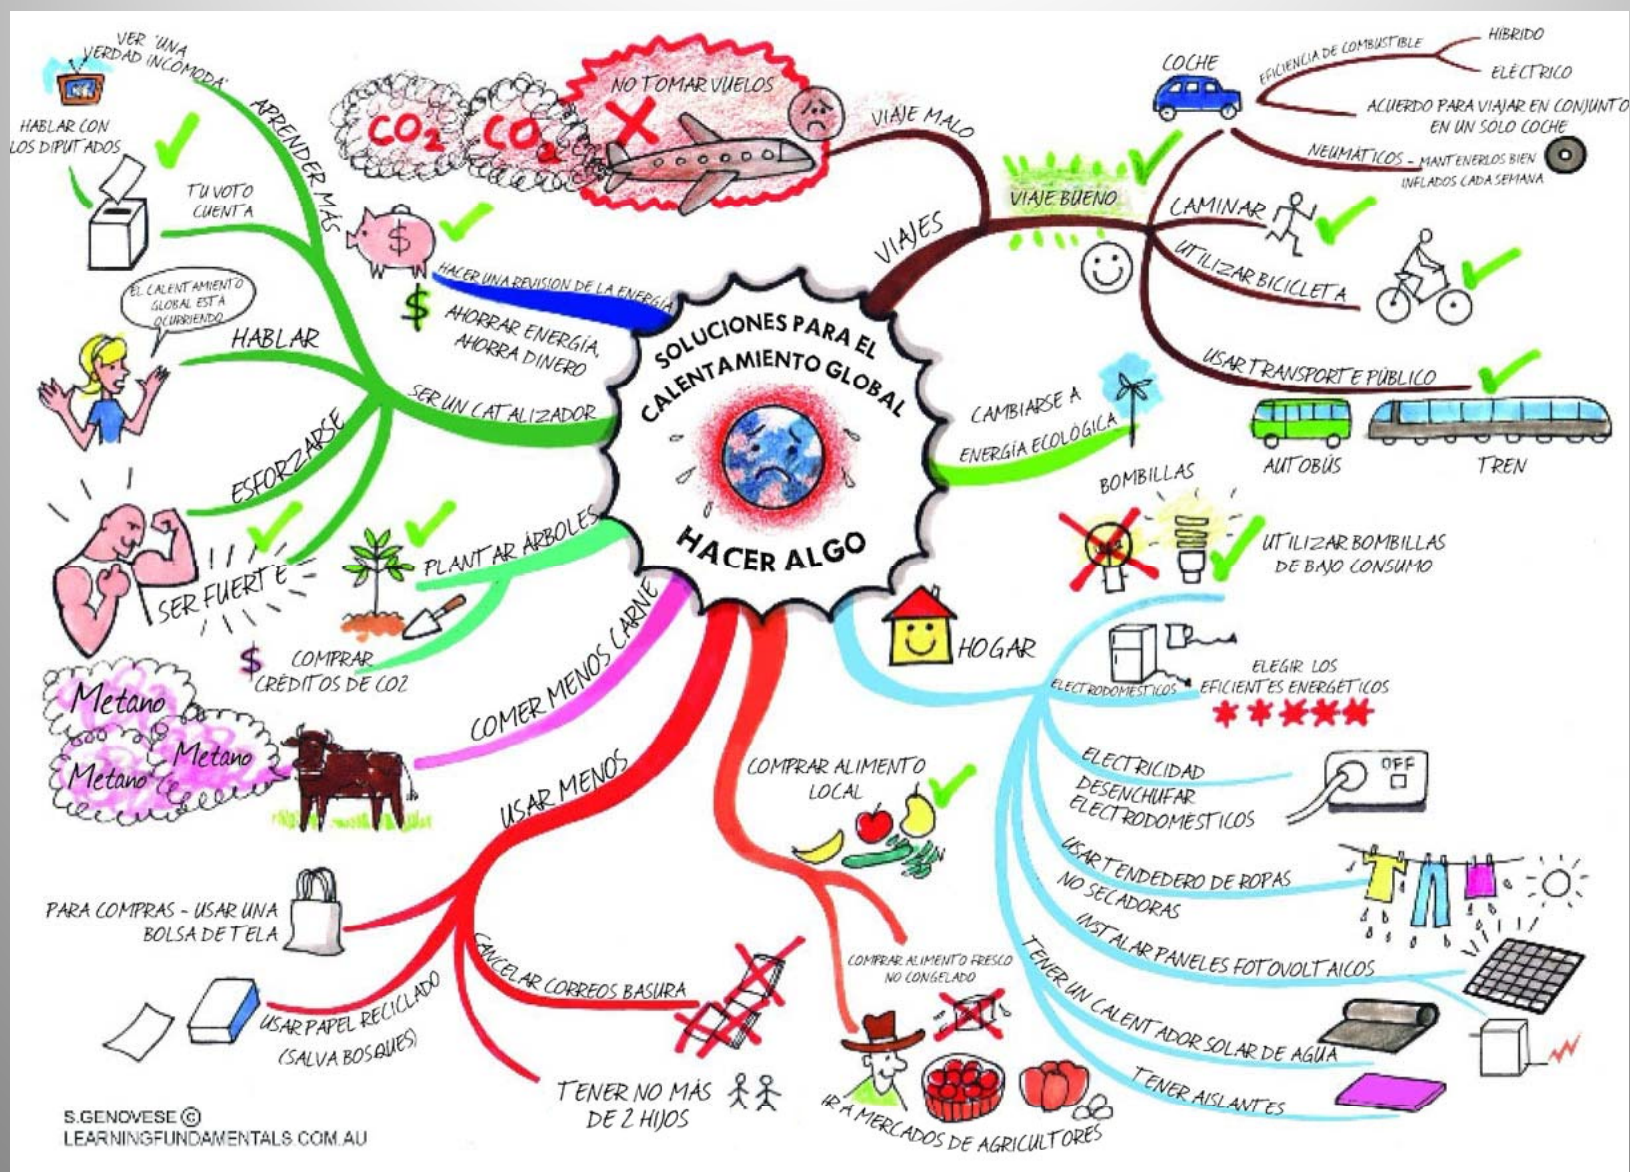 SOLUCIONES PARA EL
CALENTAMIENTO GLOBAL
HACER ALGO
VIAJES
VIAJE MALO
NO TOMAR VUELOS
CO2
CO2
VIAJE BUENO
COCHE
EFICIENCIA DE COMBUSTIBLE
HÍBRIDO
ELÉCTRICO
ACUERDO PARA VIAJAR EN CONJUNTO
EN UN SOLO COCHE
NEUMÁTICOS - MANTENERLOS BIEN
INFLADOS CADA SEMANA
CAMINAR
UTILIZAR BICICLETA
USAR TRANSPORTE PÚBLICO
AUTOBÚS
TREN
CAMBIARSE A
ENERGÍA ECOLÓGICA
HOGAR
BOMBILLAS
UTILIZAR BOMBILLAS
DE BAJO CONSUMO
ELECTRODOMÉSTICOS
ELEGIR LOS
EFICIENTES ENERGÉTICOS
ELECTRICIDAD
DESENCHUFAR
ELECTRODOMÉSTICOS
OFF
USAR TENDEDERO DE ROPAS
NO SECADORAS
INSTALAR PANELES FOTOVOLTAICOS
TENER UN CALENTADOR SOLAR DE AGUA
TENER AISLANTES
COMPRAR ALIMENTO
LOCAL
COMPRAR ALIMENTO FRESCO
NO CONGELADO
IR A MERCADOS DE AGRICULTORES
USAR MENOS
PARA COMPRAS - USAR UNA
BOLSA DE TELA
USAR PAPEL RECICLADO
(SALVA BOSQUES)
CANCELAR CORREOS BASURA
TENER NO MÁS
DE 2 HIJOS
COMER MENOS CARNE
Metano
Metano
Metano
PLANTAR ÁRBOLES
$ COMPRAR
CRÉDITOS DE CO2
SER UN CATALIZADOR
APRENDER MÁS
VER "UNA
VERDAD INCÓMODA"
TU VOTO
CUENTA
HABLAR CON
LOS DIPUTADOS
HABLAR
EL CALENTAMIENTO
GLOBAL ESTÁ
OCURRIENDO
ESFORZARSE
SER FUERTE
HACER UNA REVISION DE LA ENERGÍA
$
$
AHORRAR ENERGÍA,
AHORRA DINERO
S.GENOVESE ©
LEARNINGFUNDAMENTALS.COM.AU